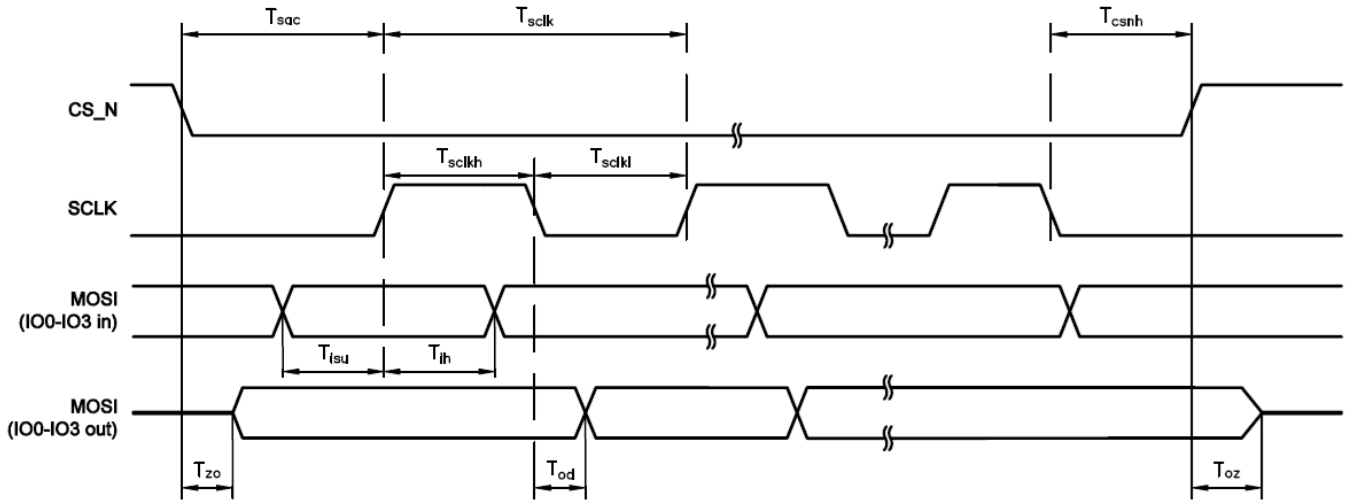 Tsqc Tsclk Tcsnh
CS_N
Tsclkh Tsclkl
SCLK
MOSI
(IO0-IO3 in)
Tisu Tih
MOSI
(IO0-IO3 out)
Tzo Tod Toz